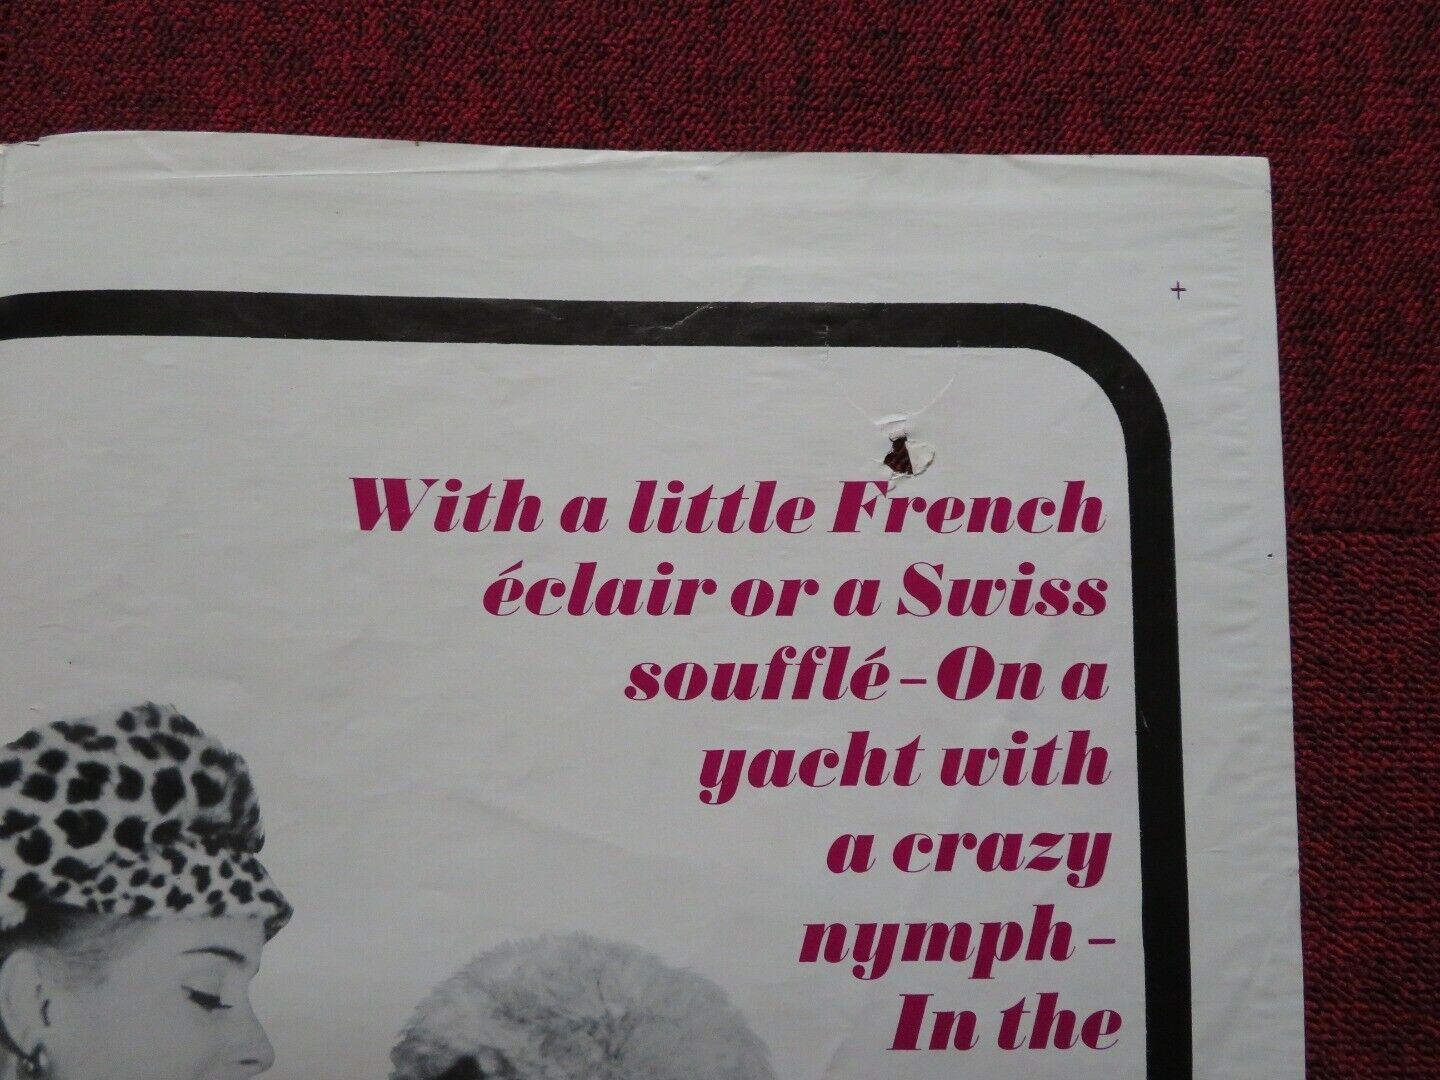 With a little French
éclair or a Swiss
soufflé-On a
yacht with
a crazy
nymph-
In the